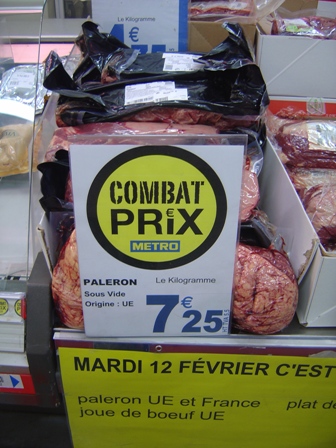 Le Kilogramme
4€
COMBAT
PRiX
METRO
PALERON Le Kilogramme
Sous Vide
Origine : UE
7€25
MARDI 12 FÉVRIER C'EST
paleron UE et France plat de
joue de boeuf UE